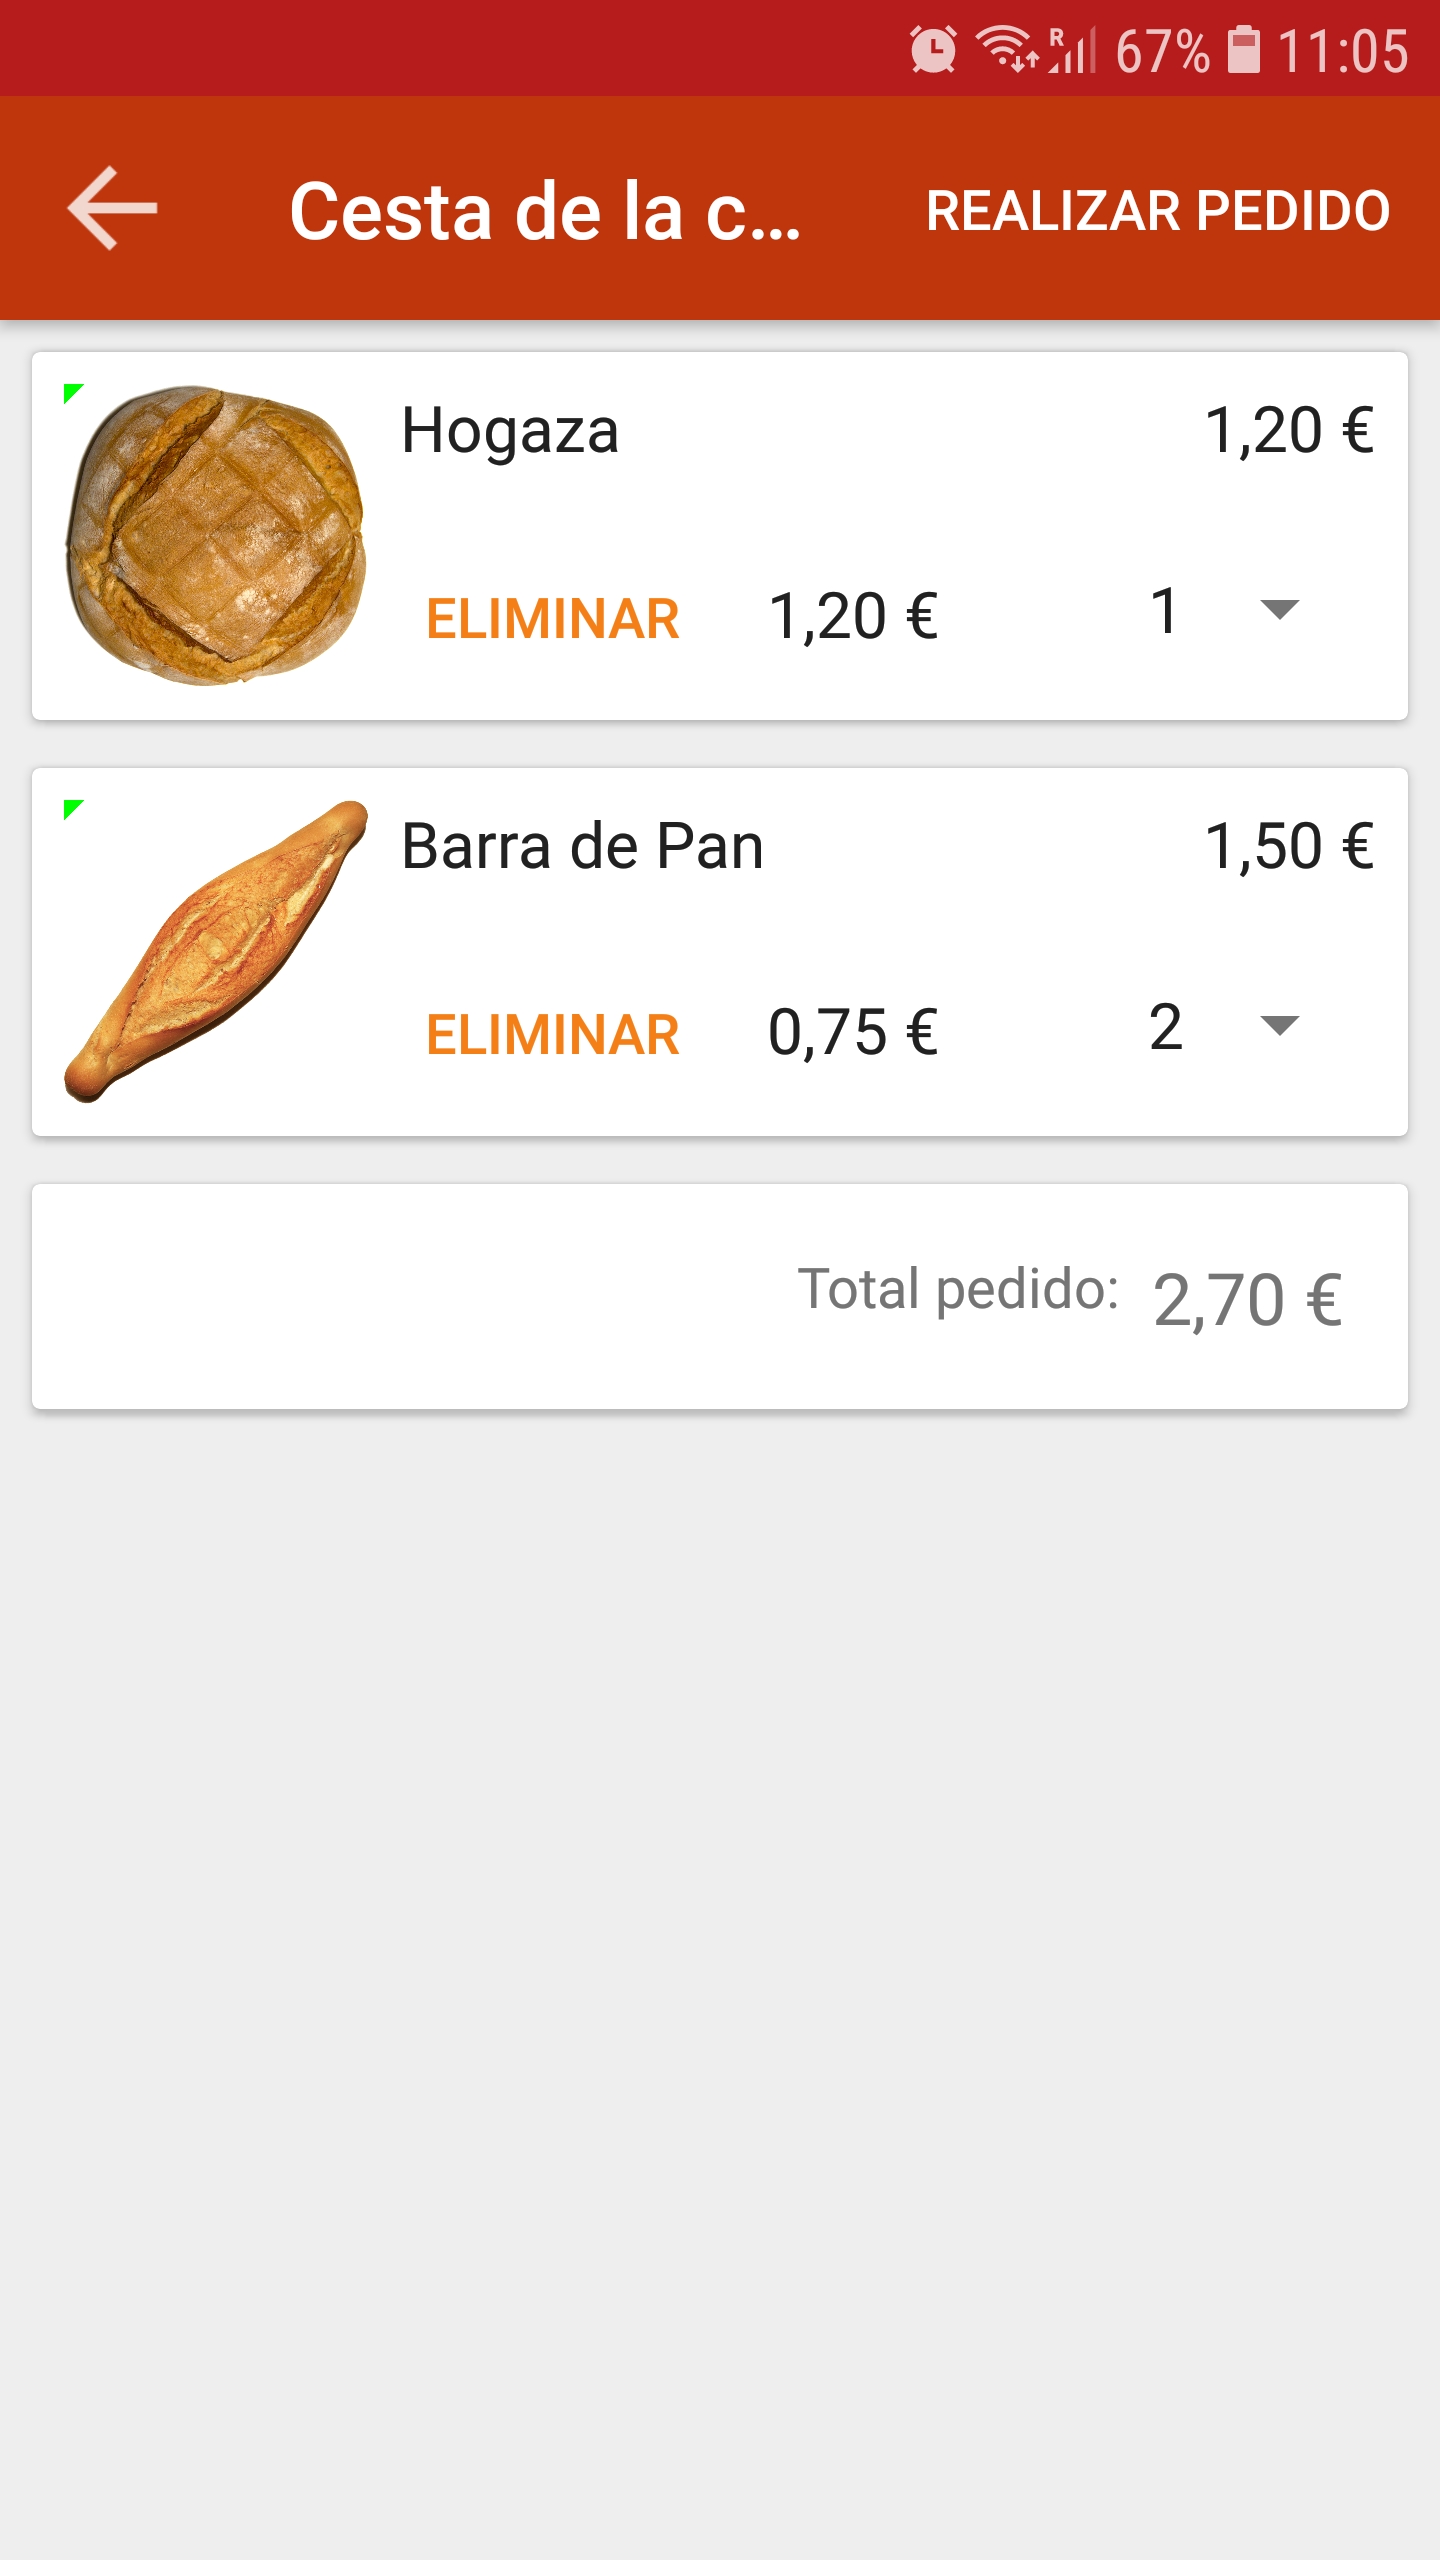 R 67% 11:05
Cesta de la c... REALIZAR PEDIDO
Hogaza 1,20 €
ELIMINAR 1,20 € 1
Barra de Pan 1,50 €
ELIMINAR 0,75 € 2
Total pedido: 2,70 €